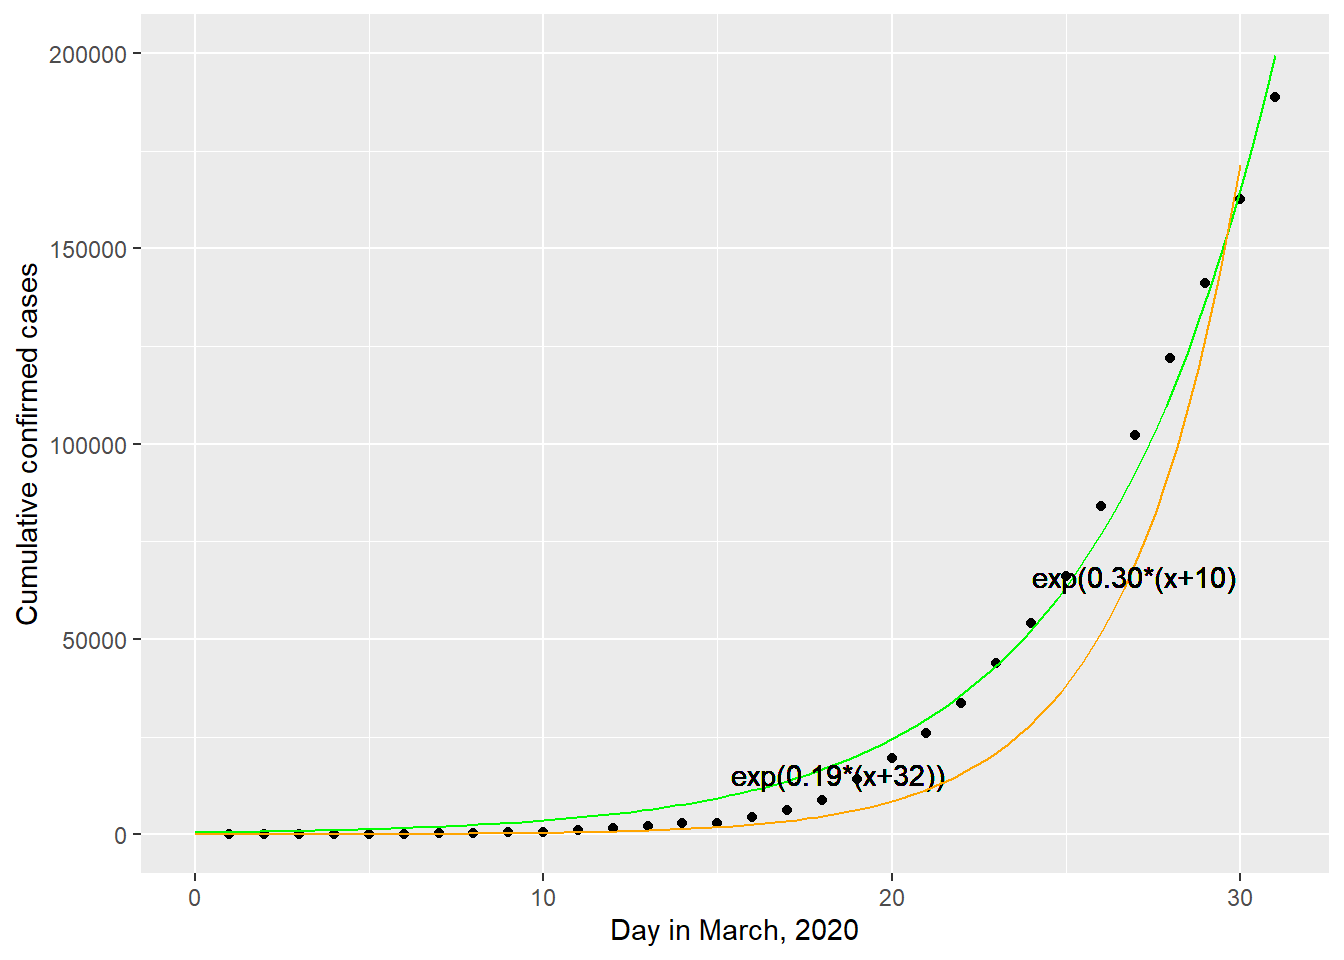 200000
150000
100000
50000
0
Cumulative confirmed cases
exp(0.30*(x+10)
exp(0.19*(x+32))
0 10 20 30
Day in March, 2020